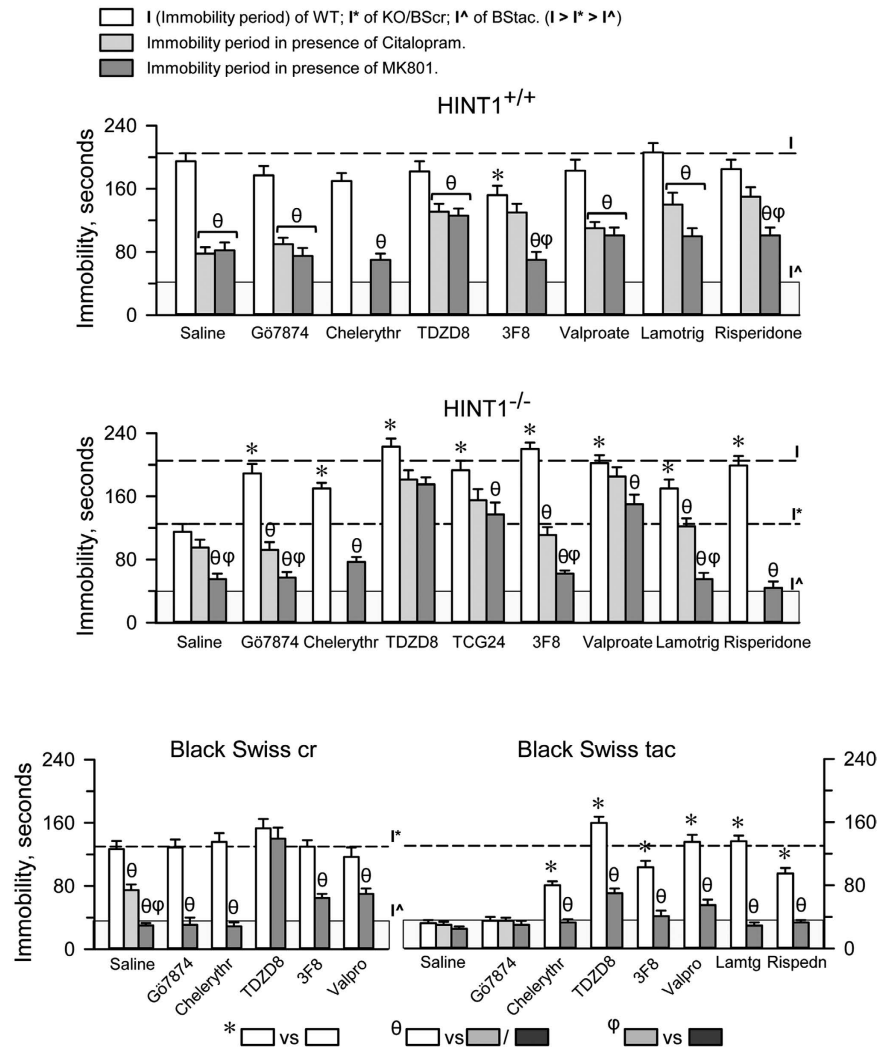 I (Immobility period) of WT; I* of KO/BScr; I^ of BStac. (I > I* > I^)
Immobility period in presence of Citalopram.
Immobility period in presence of MK801.
HINT1+/+
Immobility, seconds
240
160
80
0
I
I^
*
θ θ θ θ θφ θ θ θφ
Saline Gö7874 Chelerythr TDZD8 3F8 Valproate Lamotrig Risperidone
HINT1-/-
Immobility, seconds
240
160
80
0
I
I*
I^
* * * * * * * *
θφ θ θφ θ θ θ θφ θ θ θφ θ
Saline Gö7874 Chelerythr TDZD8 TCG24 3F8 Valproate Lamotrig Risperidone
Black Swiss cr
Immobility, seconds
240
160
80
0
I*
I^
θ θφ θ θ θ θ
Saline Gö7874 Chelerythr TDZD8 3F8 Valpro
Black Swiss tac
240
160
80
0
* * * * * *
θ θ θ θ θ θ
Saline Gö7874 Chelerythr TDZD8 3F8 Valpro Lamtg Rispedn
* vs
θ vs /
φ vs